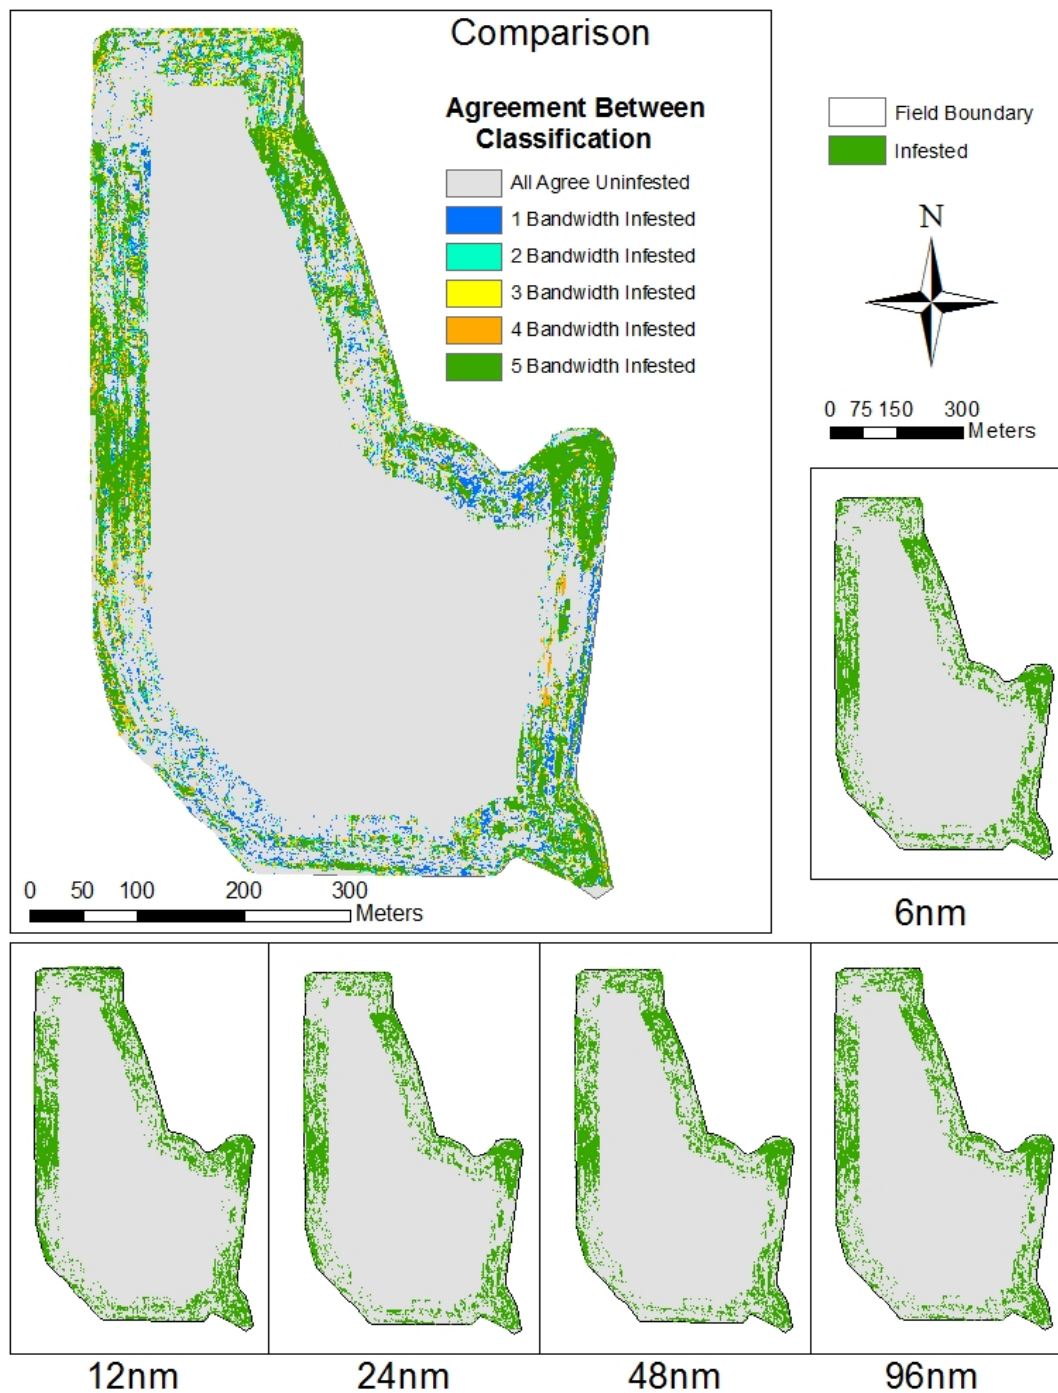 Comparison
Agreement Between
Classification
All Agree Uninfested
1 Bandwidth Infested
2 Bandwidth Infested
3 Bandwidth Infested
4 Bandwidth Infested
5 Bandwidth Infested
0 50 100 200 300
Meters
Field Boundary
Infested
N
0 75 150 300
Meters
6nm
12nm
24nm
48nm
96nm